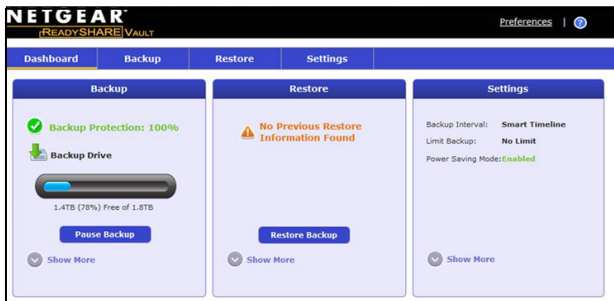 NETGEAR
READYSHARE VAULT
Preferences | ?
Dashboard Backup Restore Settings
Backup
Backup Protection: 100%
Backup Drive
1.4TB (78%) Free of 1.8TB
Pause Backup
Show More
Restore
No Previous Restore
Information Found
Restore Backup
Show More
Settings
Backup Interval: Smart Timeline
Limit Backup: No Limit
Power Saving Mode: Enabled
Show More